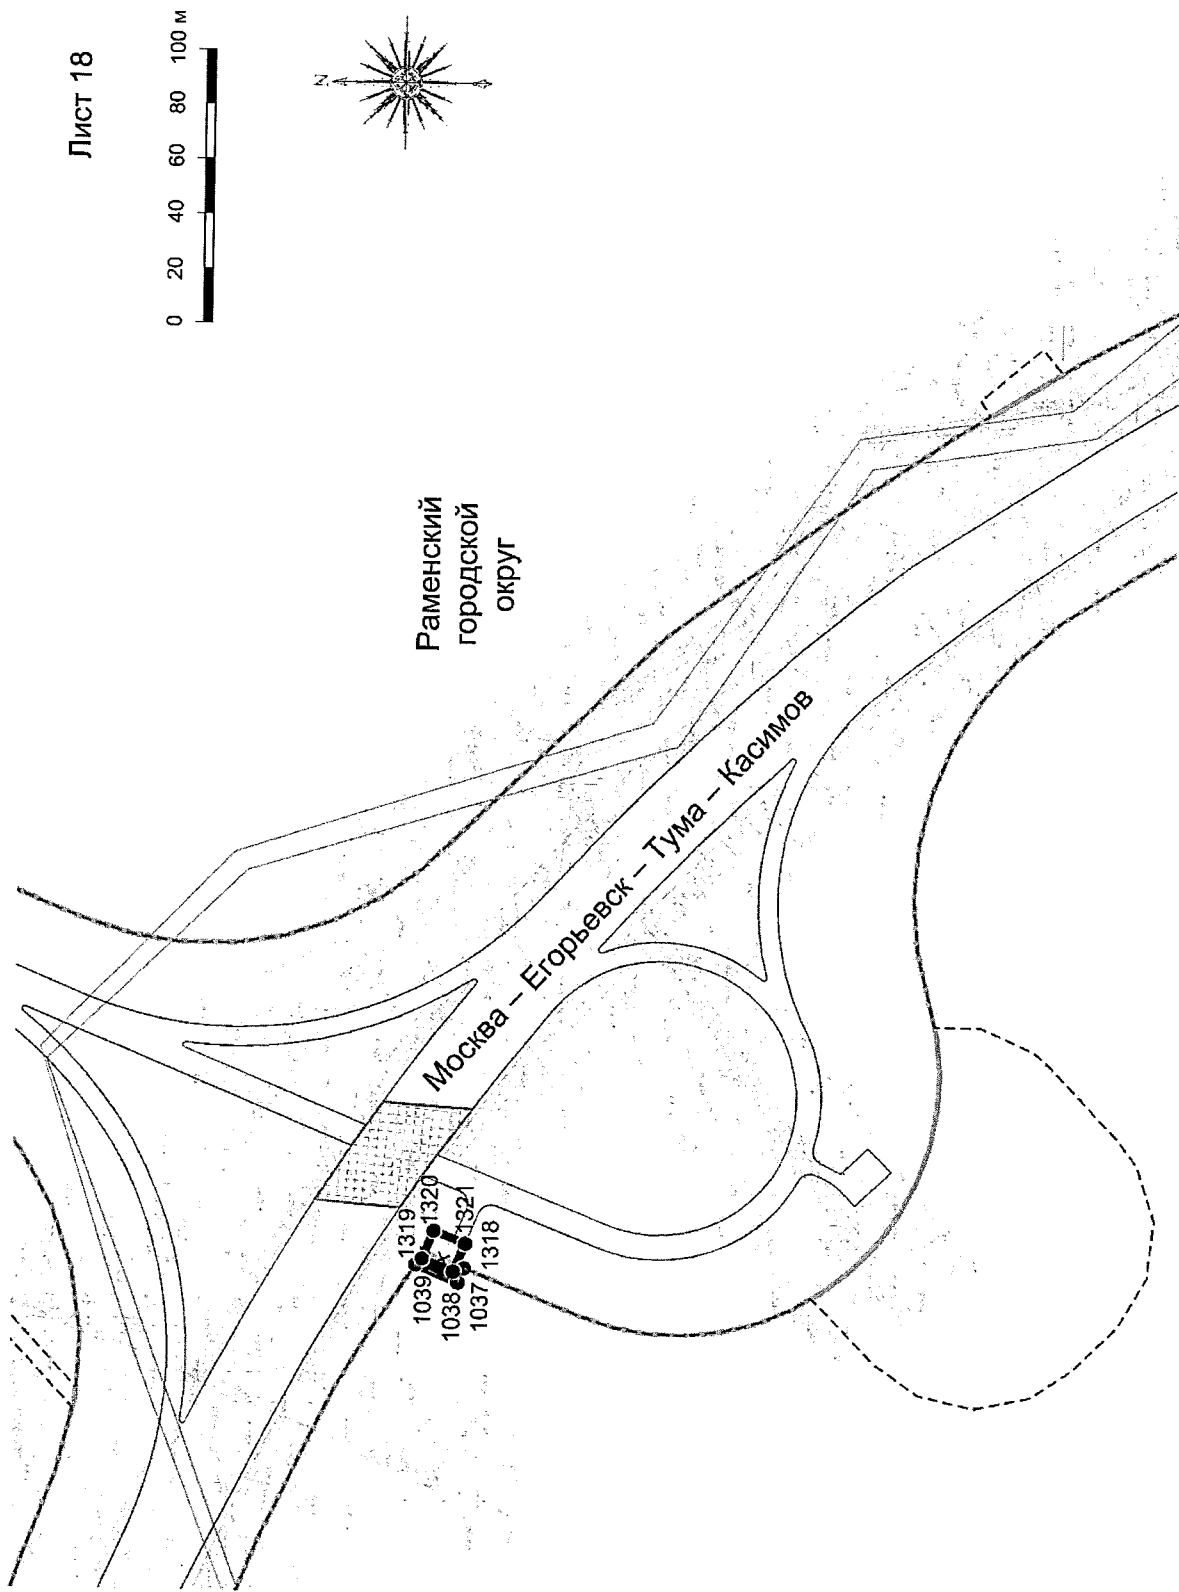 Лист 18
0 20 40 60 80 100 м
N
Раменский
городской
округ
Москва – Егорьевск – Тума – Касимов
1319
1320
1321
1318
1039
1038
1037